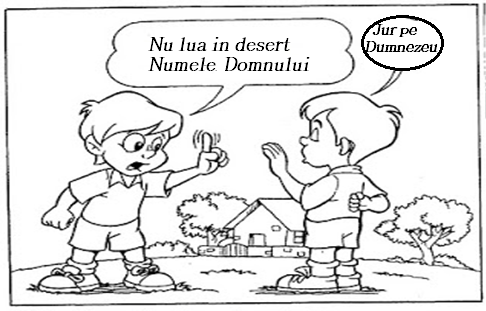 Nu lua in desert
Numele Domnului
Jur pe
Dumnezeu